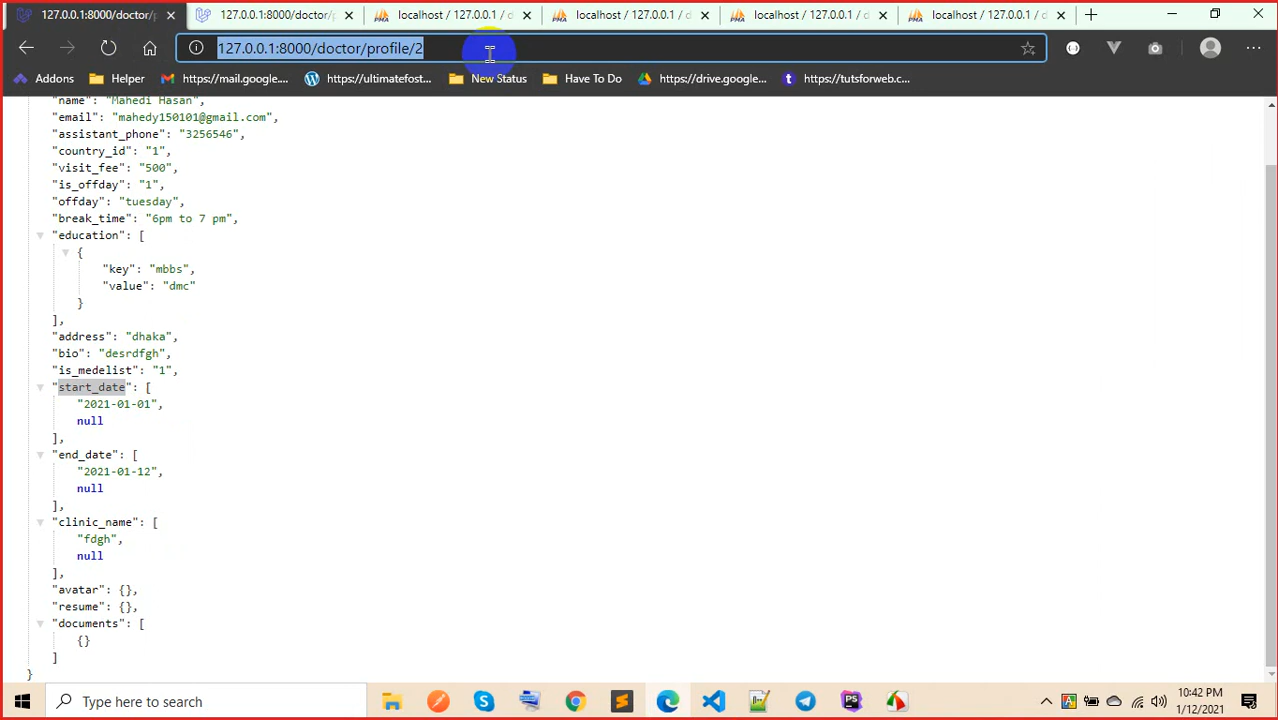 127.0.0.1:8000/doctor/p
127.0.0.1:8000/doctor/p
localhost / 127.0.0.1 / d
localhost / 127.0.0.1 / d
localhost / 127.0.0.1 / d
localhost / 127.0.0.1 / d
127.0.0.1:8000/doctor/profile/2
Addons
Helper
https://mail.google....
https://ultimatefost...
New Status
Have To Do
https://drive.google...
https://tutsforweb.c...
"name": "Mahedi Hasan",
"email": "mahedy150101@gmail.com",
"assistant_phone": "3256546",
"country_id": "1",
"visit_fee": "500",
"is_offday": "1",
"offday": "tuesday",
"break_time": "6pm to 7 pm",
"education": [
{
"key": "mbbs",
"value": "dmc"
}
],
"address": "dhaka",
"bio": "desrdfgh",
"is_medelist": "1",
"start_date": [
"2021-01-01",
null
],
"end_date": [
"2021-01-12",
null
],
"clinic_name": [
"fdgh",
null
],
"avatar": {},
"resume": {},
"documents": [
{}
]
}
Type here to search
10:42 PM
1/12/2021